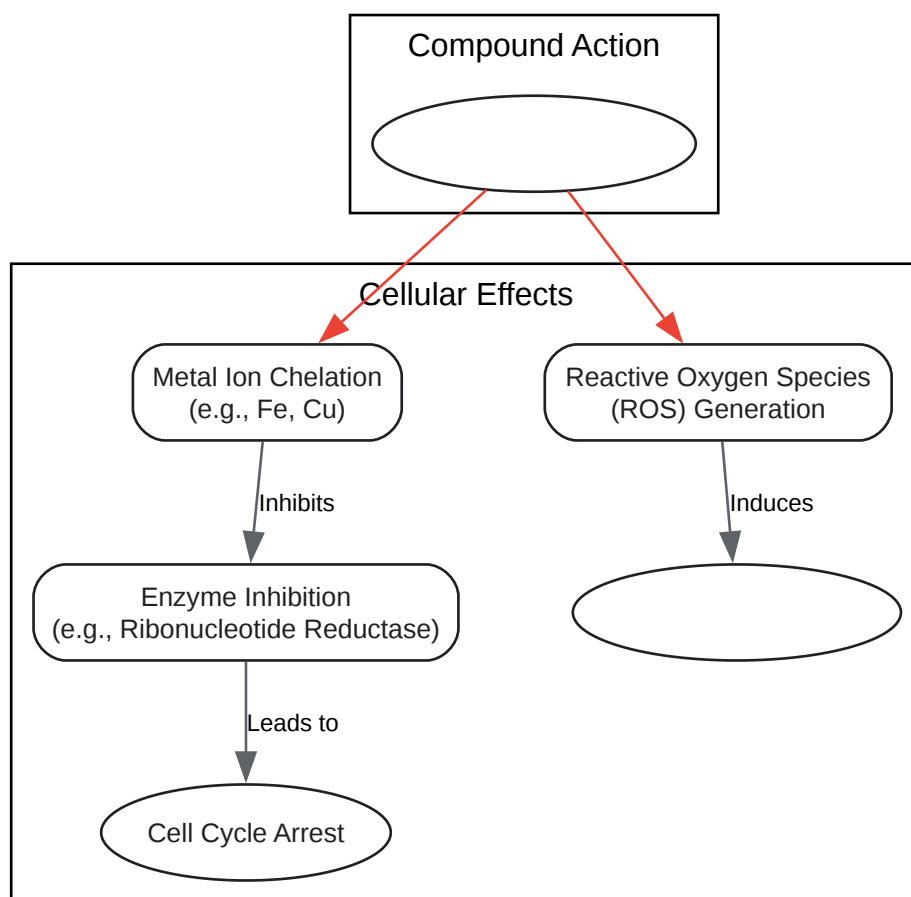 Compound Action
Cellular Effects
Metal Ion Chelation
(e.g., Fe, Cu)
Reactive Oxygen Species
(ROS) Generation
Inhibits
Induces
Enzyme Inhibition
(e.g., Ribonucleotide Reductase)
Leads to
Cell Cycle Arrest